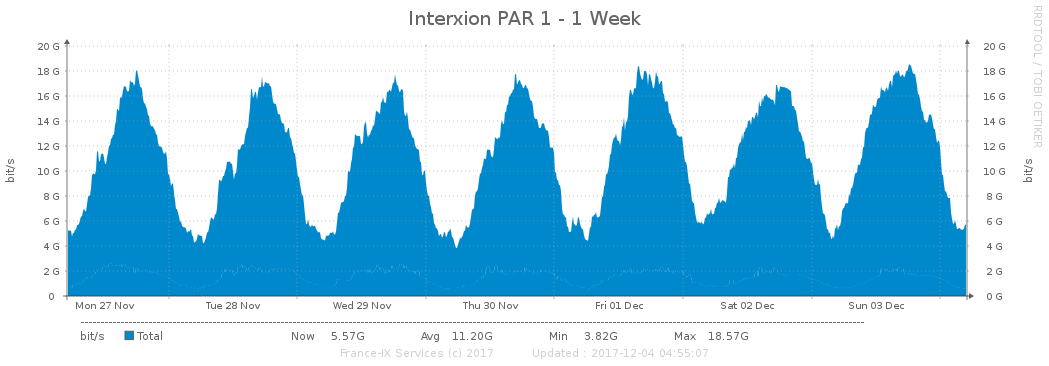 Interxion PAR 1 - 1 Week
RRDTOOL / TOBI OETIKER
20 G 20 G
18 G 18 G
16 G 16 G
14 G 14 G
12 G 12 G
10 G 10 G
8 G 8 G
6 G 6 G
4 G 4 G
2 G 2 G
0 0 G
bit/s
bit/s
Mon 27 Nov Tue 28 Nov Wed 29 Nov Thu 30 Nov Fri 01 Dec Sat 02 Dec Sun 03 Dec
bit/s Total Now 5.57G Avg 11.20G Min 3.82G Max 18.57G
France-IX Services (c) 2017 Updated : 2017-12-04 04:55:07